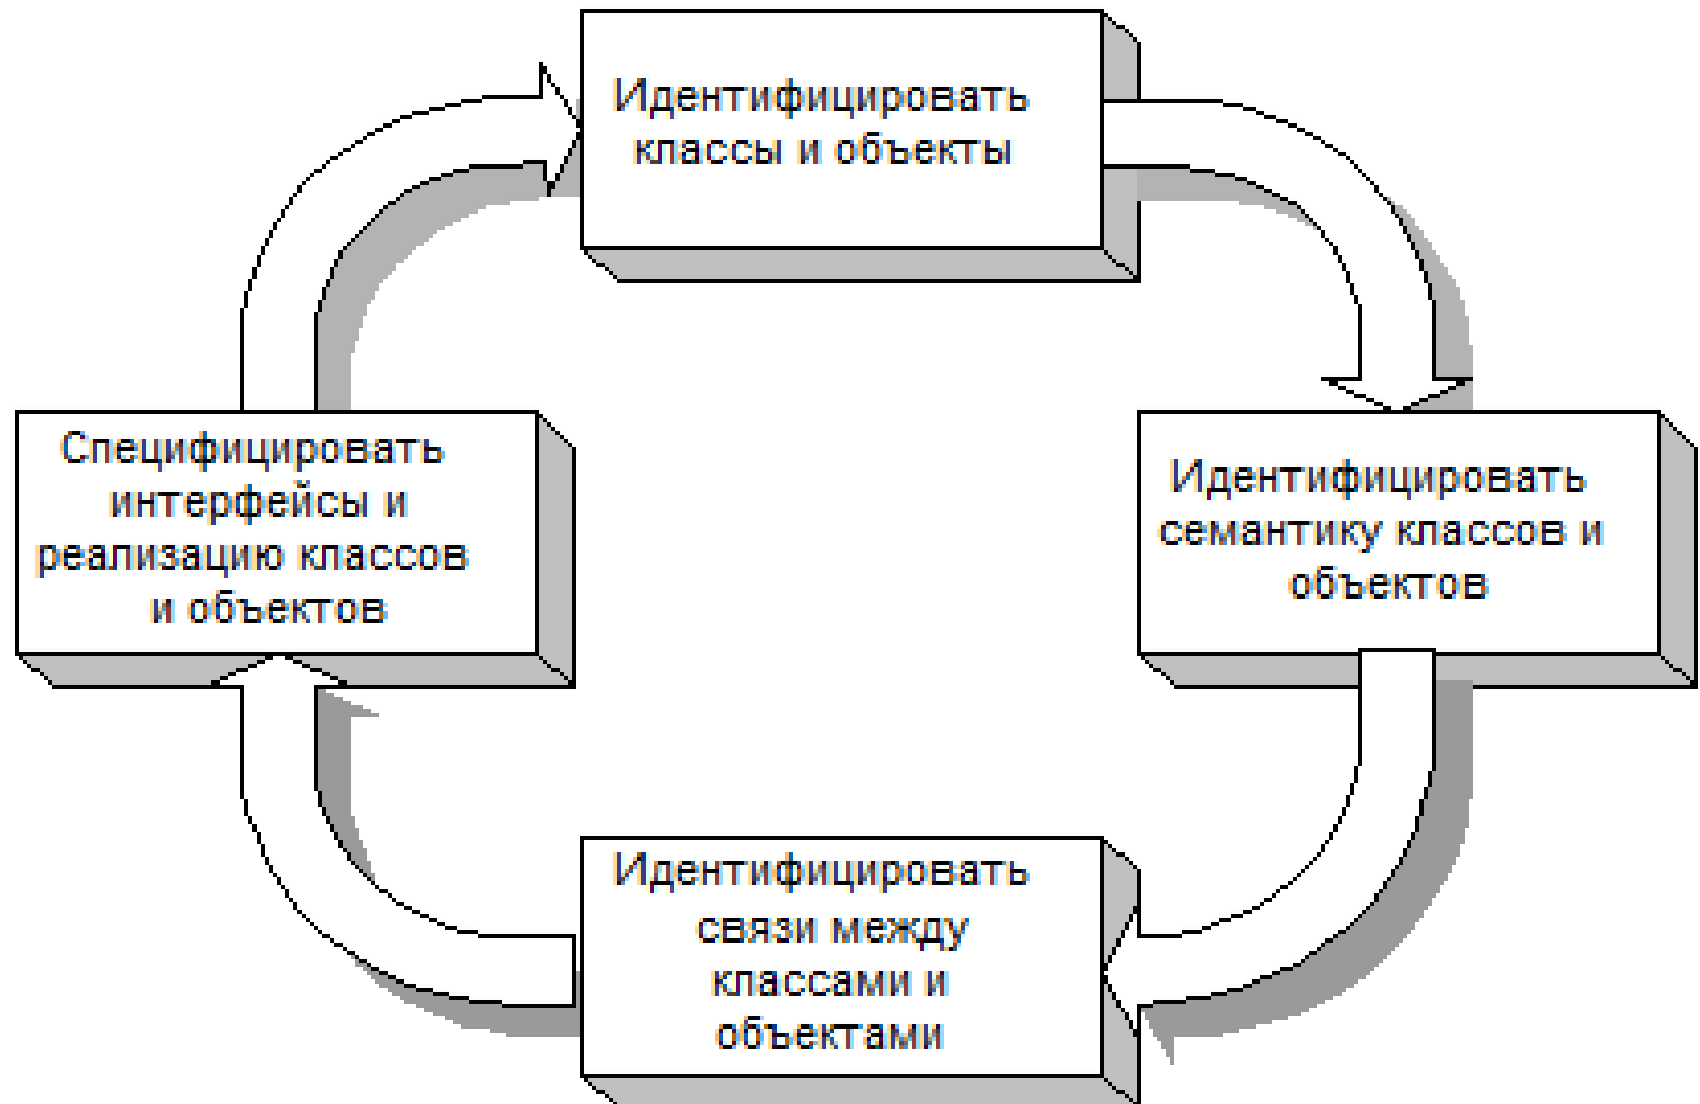 Идентифицировать
классы и объекты
Идентифицировать
семантику классов и
объектов
Идентифицировать
связи между
классами и
объектами
Специфицировать
интерфейсы и
реализацию классов
и объектов